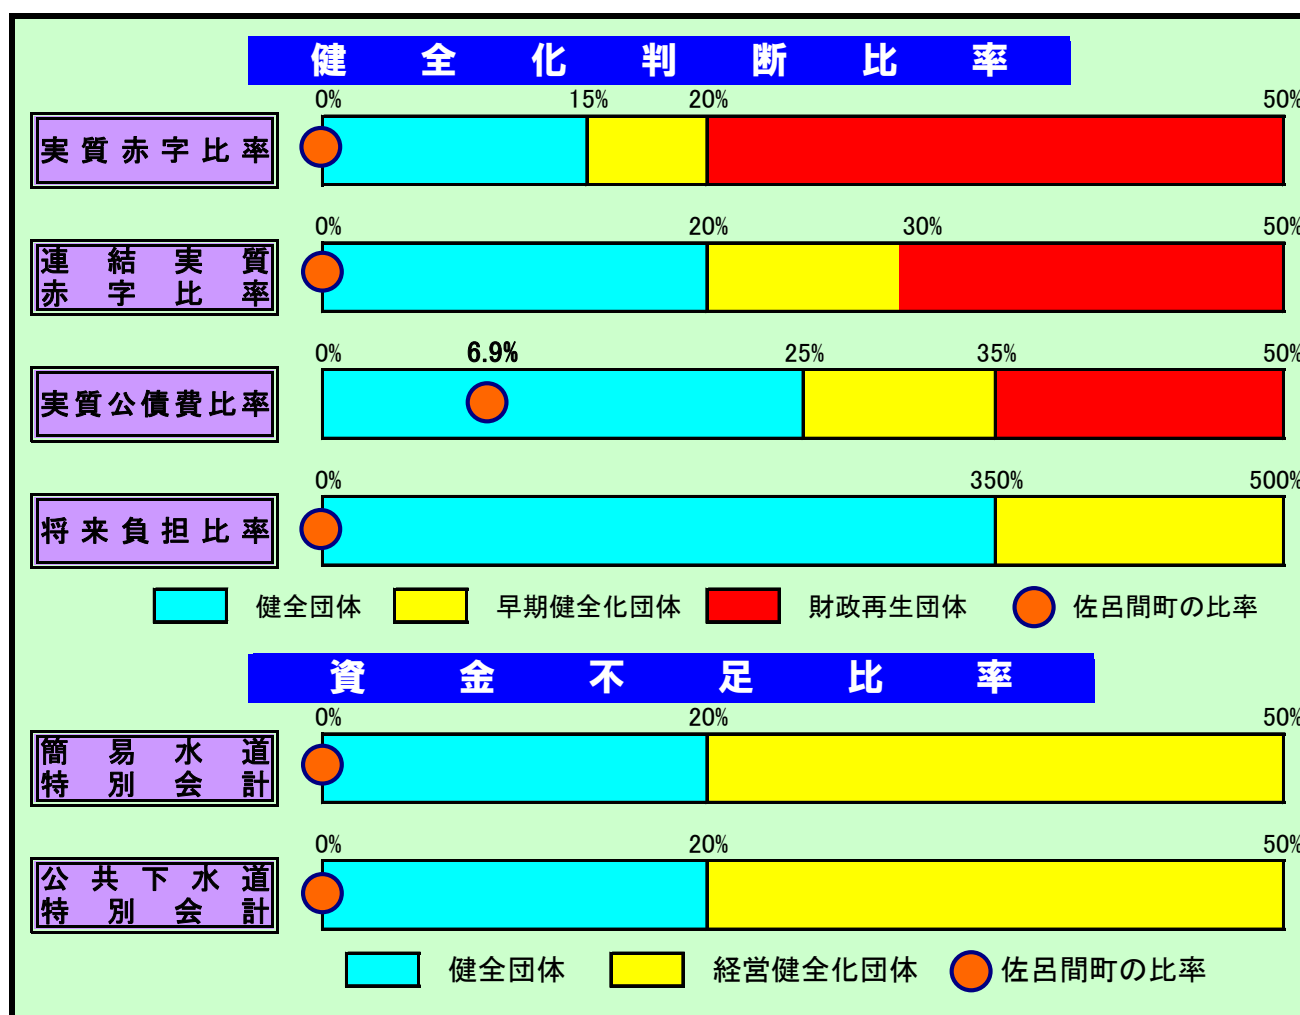 健全化判断比率
0% 15% 20% 50%
実質赤字比率
0% 20% 30% 50%
連結実質
赤字比率
0% 6.9% 25% 35% 50%
実質公債費比率
0% 350% 500%
将来負担比率
健全団体 早期健全化団体 財政再生団体 佐呂間町の比率
資金不足比率
0% 20% 50%
簡易水道
特別会計
0% 20% 50%
公共下水道
特別会計
健全団体 経営健全化団体 佐呂間町の比率